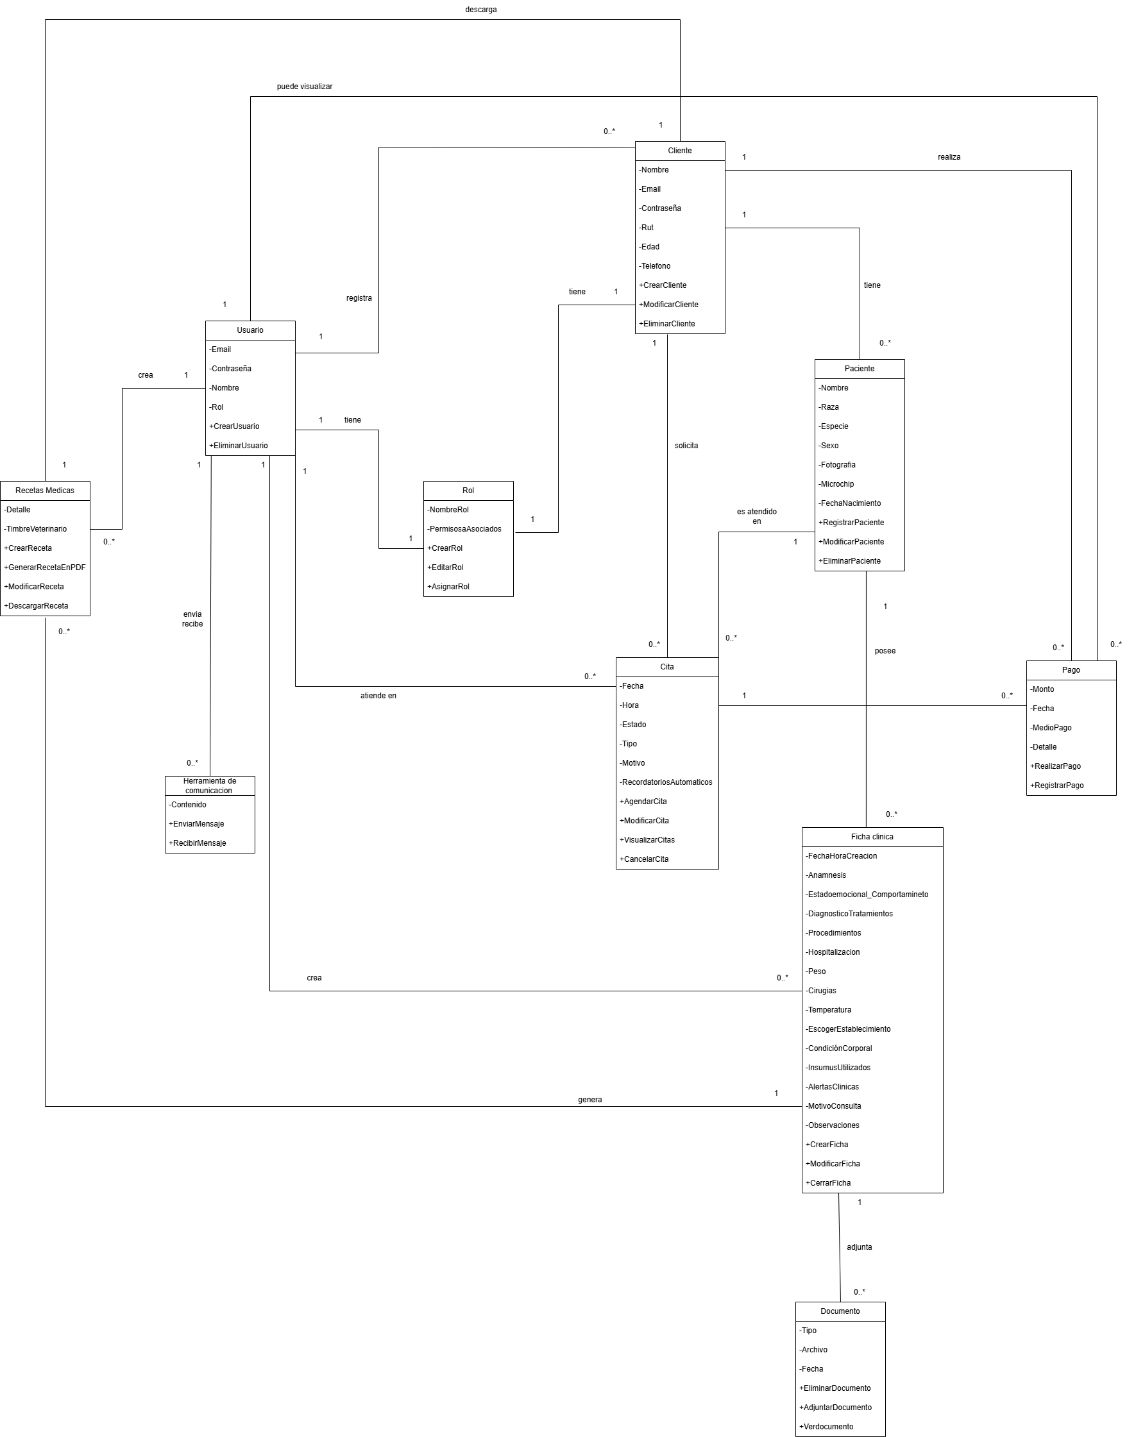 descarga
puede visualizar
1
0..*
Cliente
-Nombre
-Email
-Contraseña
-Rut
-Edad
-Telefono
+CrearCliente
+ModificarCliente
+EliminarCliente
1
realiza
1
tiene
0..*
registra
1
tiene
1
1
Usuario
-Email
-Contraseña
-Nombre
-Rol
+CrearUsuario
+EliminarUsuario
1
solicita
Paciente
-Nombre
-Raza
-Especie
-Sexo
-Fotografia
-Microchip
-FechaNacimiento
+RegistrarPaciente
+ModificarPaciente
+EliminarPaciente
crea
1
1
tiene
1
1
1
1
Recetas Medicas
-Detalle
-TimbreVeterinario
+CrearReceta
+GenerarRecetaEnPDF
+ModificarReceta
+DescargarReceta
0..*
0..*
Rol
-NombreRol
-PermisosaAsociados
+CrearRol
+EditarRol
+AsignarRol
1
1
es atendido
en
1
envia
recibe
0..*
1
posee
0..*
0..*
0..*
0..*
atiende en
0..*
Cita
-Fecha
-Hora
-Estado
-Tipo
-Motivo
-RecordatoriosAutomaticos
+AgendarCita
+ModificarCita
+VisualizarCitas
+CancelarCita
1
0..*
Pago
-Monto
-Fecha
-MedioPago
-Detalle
+RealizarPago
+RegistrarPago
Herramienta de
comunicacion
-Contenido
+EnviarMensaje
+RecibirMensaje
0..*
Ficha clinica
-FechaHoraCreacion
-Anamnesis
-Estadoemocional_Comportamineto
-DiagnosticoTratamientos
-Procedimientos
-Hospitalizacion
-Peso
-Cirugias
-Temperatura
-EscogerEstablecimiento
-CondiciónCorporal
-InsumusUtilizados
-AlertasClinicas
-MotivoConsulta
-Observaciones
+CrearFicha
+ModificarFicha
+CerrarFicha
crea
0..*
genera
1
1
adjunta
0..*
Documento
-Tipo
-Archivo
-Fecha
+EliminarDocumento
+AdjuntarDocumento
+Verdocumento